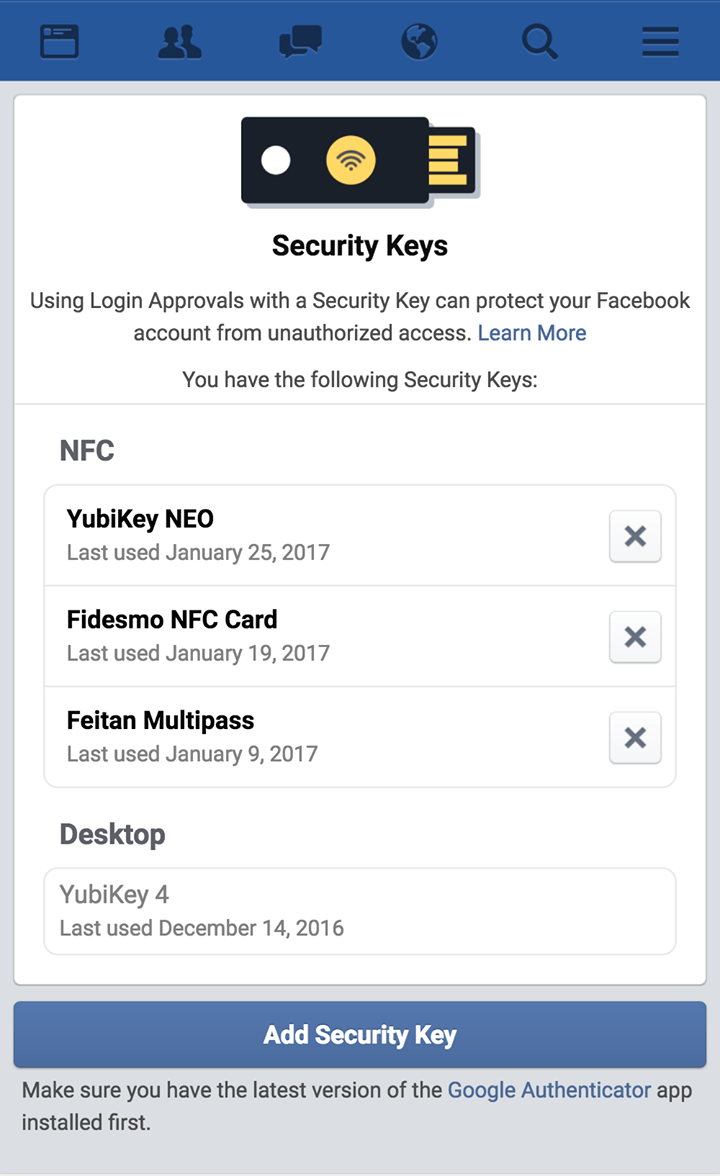 Security Keys
Using Login Approvals with a Security Key can protect your Facebook
account from unauthorized access. Learn More
You have the following Security Keys:
NFC
YubiKey NEO
Last used January 25, 2017
Fidesmo NFC Card
Last used January 19, 2017
Feitan Multipass
Last used January 9, 2017
Desktop
YubiKey 4
Last used December 14, 2016
Add Security Key
Make sure you have the latest version of the Google Authenticator app
installed first.